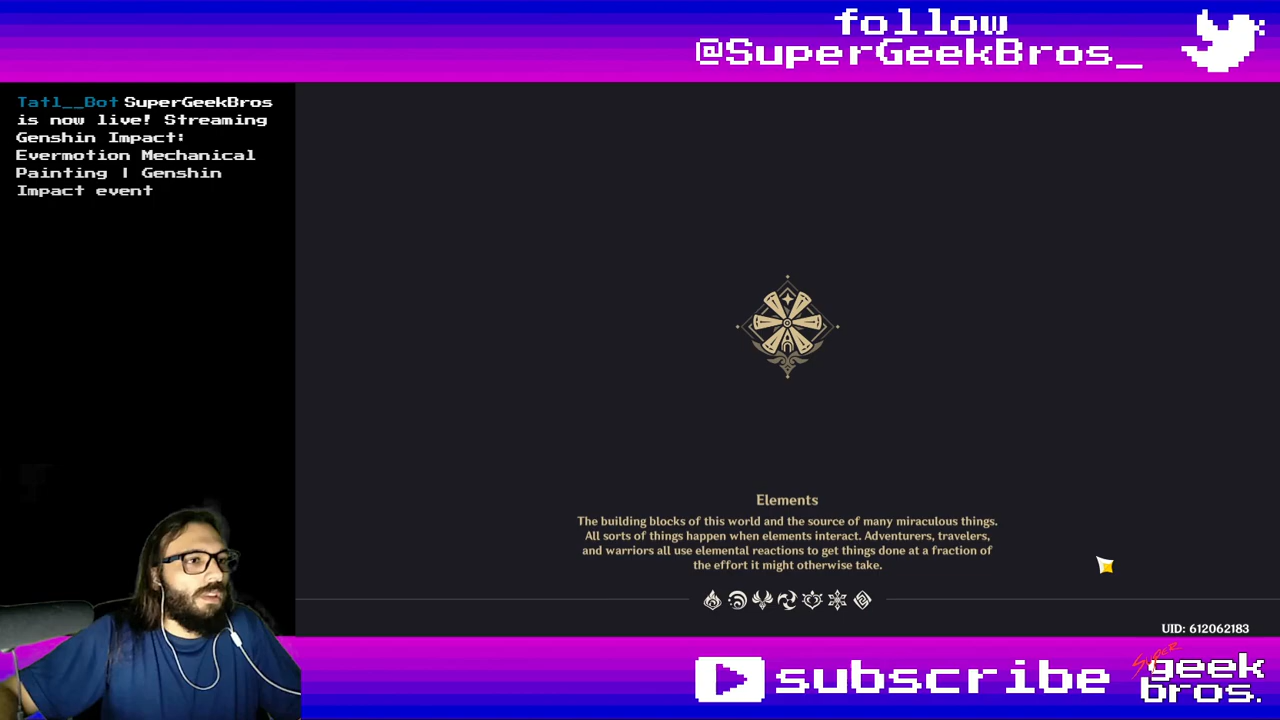 follow
@SuperGeekBros_
Tatl__Bot SuperGeekBros
is now live! Streaming
Genshin Impact:
Evermotion Mechanical
Painting | Genshin
Impact event
Elements
The building blocks of this world and the source of many miraculous things.
All sorts of things happen when elements interact. Adventurers, travelers,
and warriors all use elemental reactions to get things done at a fraction of
the effort it might otherwise take.
UID: 612062183
subscribe
Super
geek
bros.